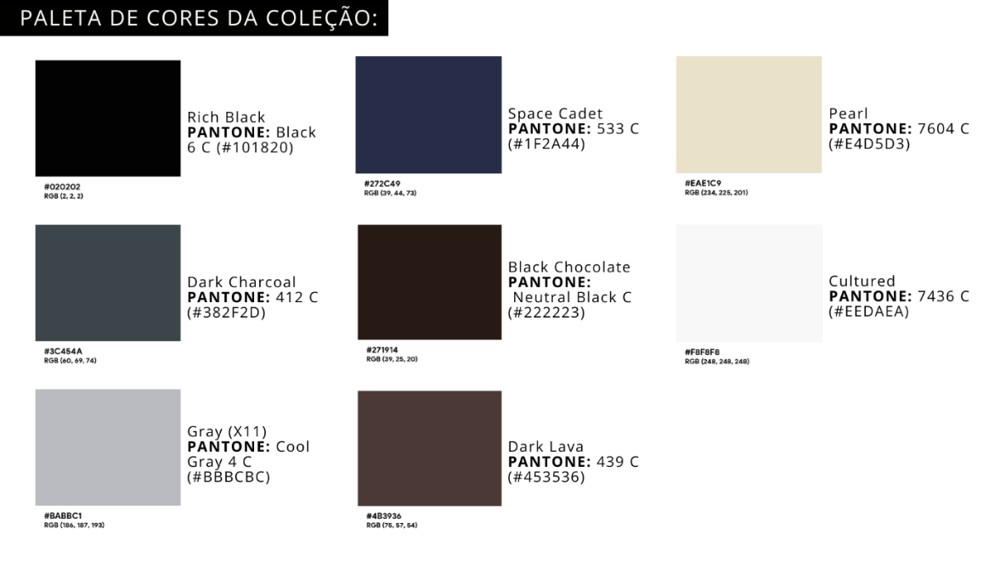 PALETA DE CORES DA COLEÇÃO:
Rich Black
PANTONE: Black
6 C (#101820)
#020202
RGB (2, 2, 2)
Space Cadet
PANTONE: 533 C
(#1F2A44)
#272C49
RGB (39, 44, 73)
Pearl
PANTONE: 7604 C
(#E4D5D3)
#EAE1C9
RGB (234, 225, 201)
Dark Charcoal
PANTONE: 412 C
(#382F2D)
#3C454A
RGB (60, 69, 74)
Black Chocolate
PANTONE:
Neutral Black C
(#222223)
#271914
RGB (39, 25, 20)
Cultured
PANTONE: 7436 C
(#EEDAEA)
#F8F8F8
RGB (248, 248, 248)
Gray (X11)
PANTONE: Cool
Gray 4 C
(#BBBCBC)
#BABBC1
RGB (186, 187, 193)
Dark Lava
PANTONE: 439 C
(#453536)
#4B3936
RGB (75, 57, 54)